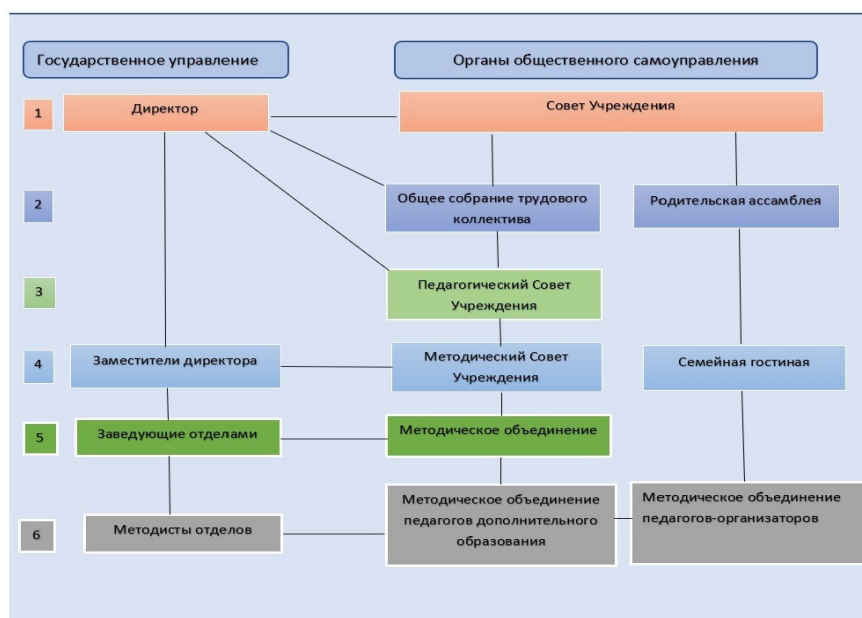 Государственное управление
Органы общественного самоуправления
1
Директор
Совет Учреждения
2
Общее собрание трудового
коллектива
Родительская ассамблея
3
Педагогический Совет
Учреждения
4
Заместители директора
Методический Совет
Учреждения
Семейная гостиная
5
Заведующие отделами
Методическое объединение
6
Методисты отделов
Методическое объединение
педагогов дополнительного
образования
Методическое объединение
педагогов-организаторов